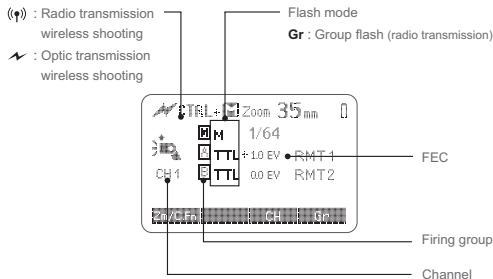 ((•)) : Radio transmission
wireless shooting
: Optic transmission
wireless shooting
Flash mode
Gr : Group flash (radio transmission)
CTRL+M Zoom 35mm
M M 1/64
A TTL +1.0 EV RMT1
CH1 B TTL 0.0 EV RMT2
Zm/C.Fn CH Gr
FEC
Firing group
Channel